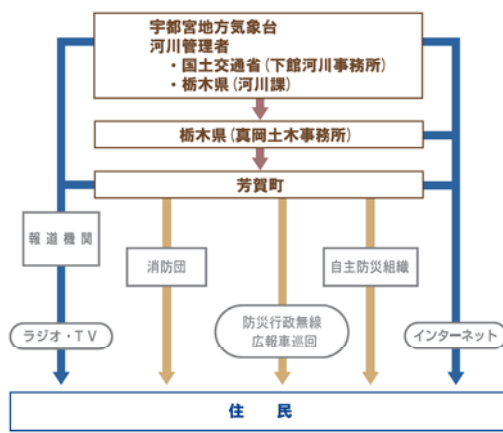 宇都宮地方気象台
河川管理者
・国土交通省(下館河川事務所)
・栃木県(河川課)
栃木県(真岡土木事務所)
芳賀町
報道機関
消防団
自主防災組織
防災行政無線
広報車巡回
ラジオ・TV
インターネット
住 民